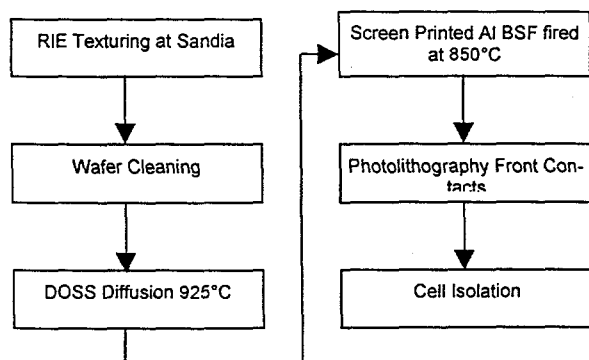 RIE Texturing at Sandia
Wafer Cleaning
DOSS Diffusion 925°C
Screen Printed Al BSF fired
at 850°C
Photolithography Front Con-
tacts
Cell Isolation